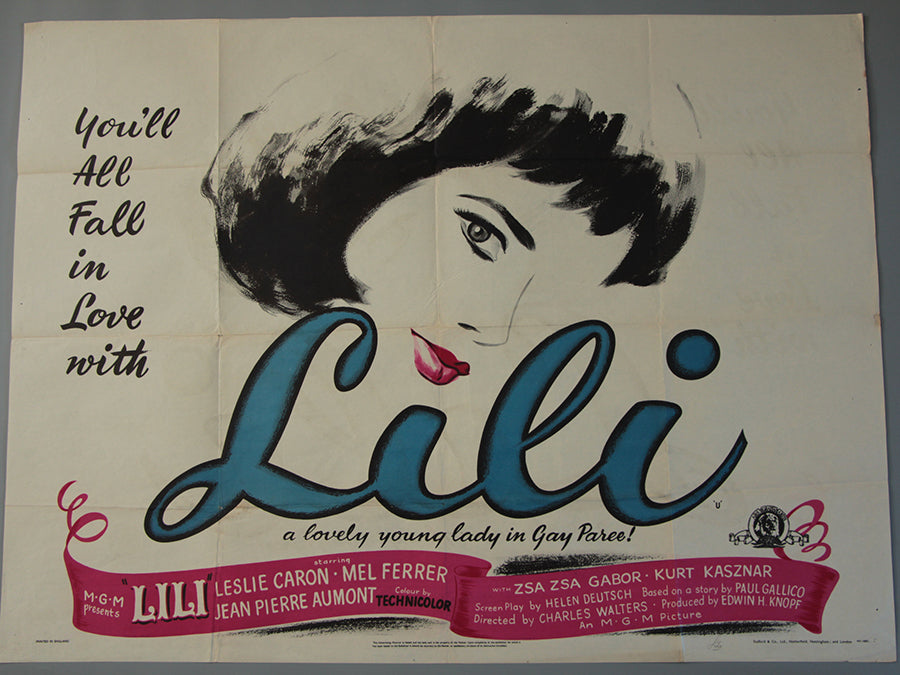 You'll
All
Fall
in
Love
with
Lili
'U'
a lovely young lady in Gay Paree!
M·G·M
presents
"LILI"
starring
LESLIE CARON · MEL FERRER
JEAN PIERRE AUMONT
Colour by
TECHNICOLOR
WITH ZSA ZSA GABOR · KURT KASZNAR
Screen Play by HELEN DEUTSCH Based on a story by PAUL GALLICO
Directed by CHARLES WALTERS · Produced by EDWIN H. KNOPF
An M·G·M Picture
PRINTED IN ENGLAND